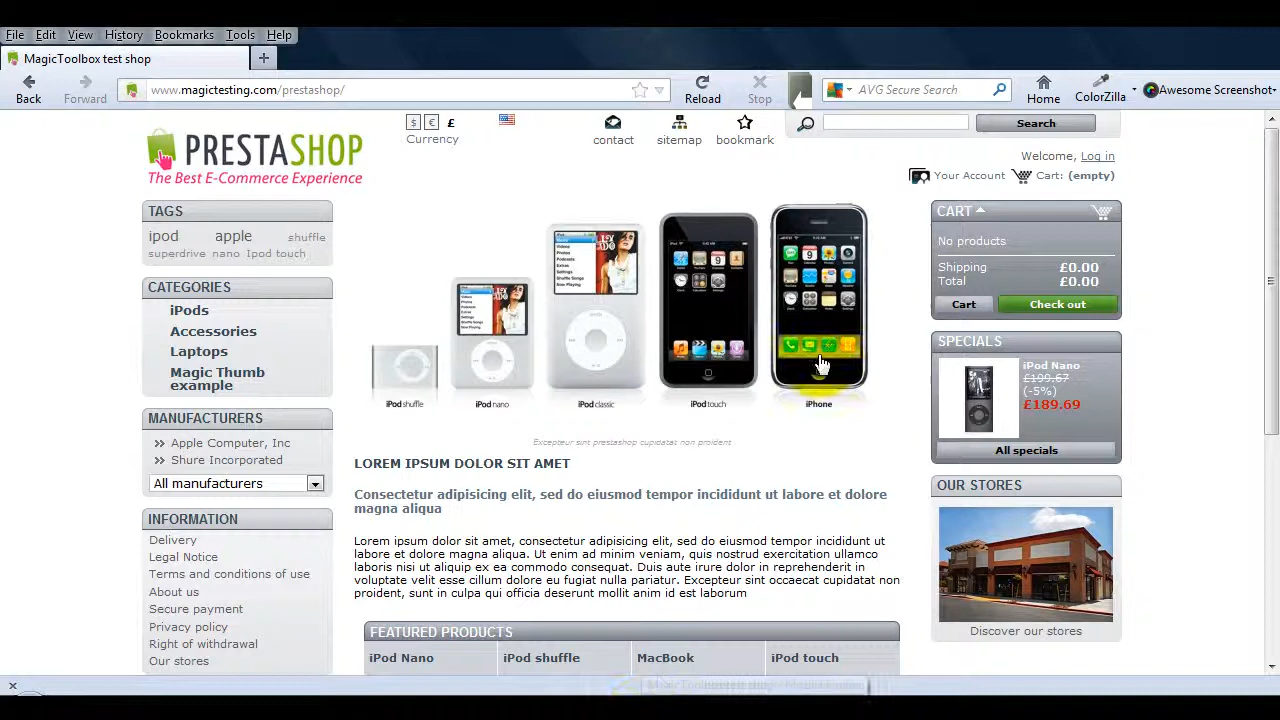 File Edit View History Bookmarks Tools Help
MagicToolbox test shop
Back Forward www.magictesting.com/prestashop/ Reload Stop AVG Secure Search Home ColorZilla Awesome Screenshot-
$ € £
Currency
contact sitemap bookmark
Search
PRESTASHOP
The Best E-Commerce Experience
Welcome, Log in
Your Account Cart: (empty)
TAGS
ipod apple shuffle
superdrive nano Ipod touch
CATEGORIES
iPods
Accessories
Laptops
Magic Thumb
example
MANUFACTURERS
Apple Computer, Inc
Shure Incorporated
All manufacturers
INFORMATION
Delivery
Legal Notice
Terms and conditions of use
About us
Secure payment
Privacy policy
Right of withdrawal
Our stores
iPod shuffle iPod nano iPod classic iPod touch iPhone
Excepteur sint prestashop cupidatat non proident
LOREM IPSUM DOLOR SIT AMET
Consectetur adipisicing elit, sed do eiusmod tempor incididunt ut labore et dolore
magna aliqua
Lorem ipsum dolor sit amet, consectetur adipisicing elit, sed do eiusmod tempor incididunt ut
labore et dolore magna aliqua. Ut enim ad minim veniam, quis nostrud exercitation ullamco
laboris nisi ut aliquip ex ea commodo consequat. Duis aute irure dolor in reprehenderit in
voluptate velit esse cillum dolore eu fugiat nulla pariatur. Excepteur sint occaecat cupidatat non
proident, sunt in culpa qui officia deserunt mollit anim id est laborum
FEATURED PRODUCTS
iPod Nano iPod shuffle MacBook iPod touch
CART
No products
Shipping £0.00
Total £0.00
Cart Check out
SPECIALS
iPod Nano
£199.67
(-5%)
£189.69
All specials
OUR STORES
Discover our stores